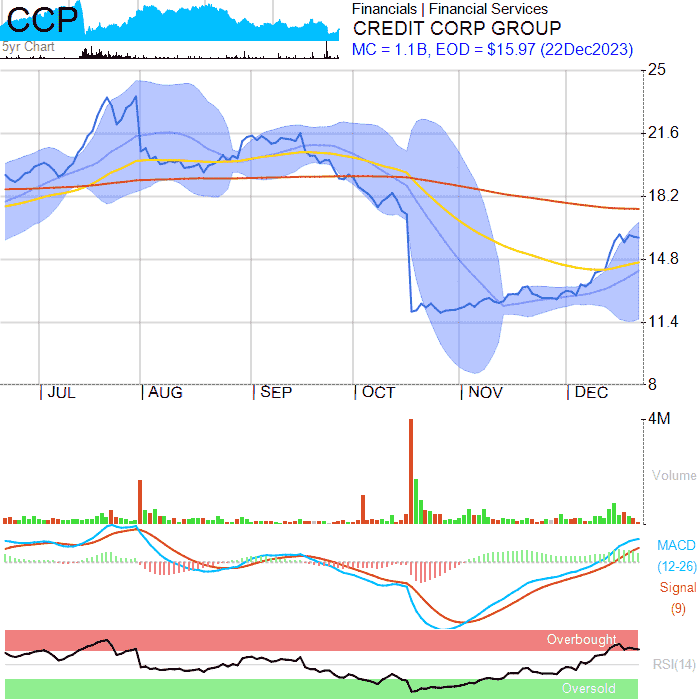 CCP
5yr Chart
Financials | Financial Services
CREDIT CORP GROUP
MC = 1.1B, EOD = $15.97 (22Dec2023)
25
21.6
18.2
14.8
11.4
8
JUL AUG SEP OCT NOV DEC
4M
Volume
MACD
(12-26)
Signal
(9)
Overbought
RSI(14)
Oversold